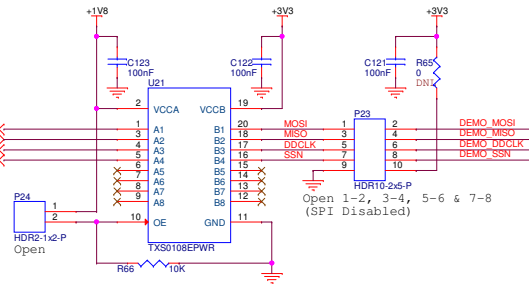 +1V8
+3V3
+3V3
C123
100nF
C122
100nF
C121
100nF
R65
0
DNI
U21
2 VCCA VCCB 19
P23
1 A1 B1 20 MOSI 1 2 DEMO_MOSI
3 A2 B2 18 MISO 3 4 DEMO_MISO
4 A3 B3 17 DDCLK 5 6 DEMO_DDCLK
5 A4 B4 16 SSN 7 8 DEMO_SSN
6 A5 B5 15 9 10
7 A6 B6 14
8 A7 B7 13
9 A8 B8 12
HDR10-2x5-P
Open 1-2, 3-4, 5-6 & 7-8
(SPI Disabled)
P24
1
2
10 OE GND 11
HDR2-1x2-P
Open
TXS0108EPWR
R66 10K